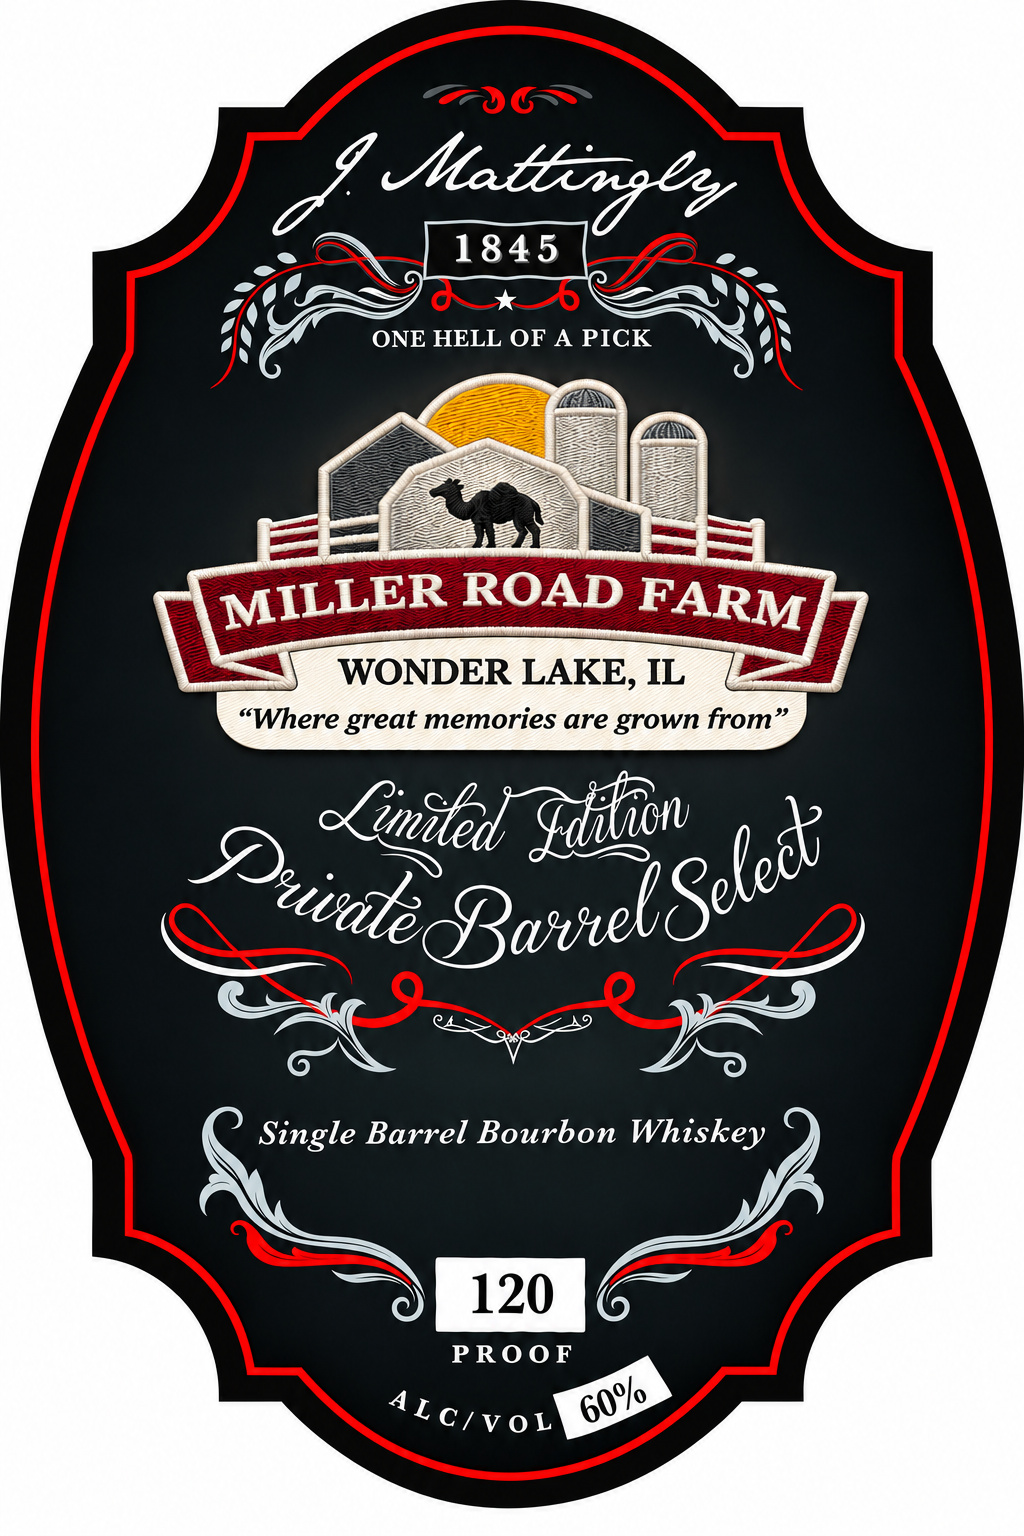 J. Mattingly
1845
ONE HELL OF A PICK
MILLER ROAD FARM
WONDER LAKE, IL
“Where great memories are grown from”
Limited Edition
Private Barrel Select
Single Barrel Bourbon Whiskey
120
PROOF
ALC/VOL 60%